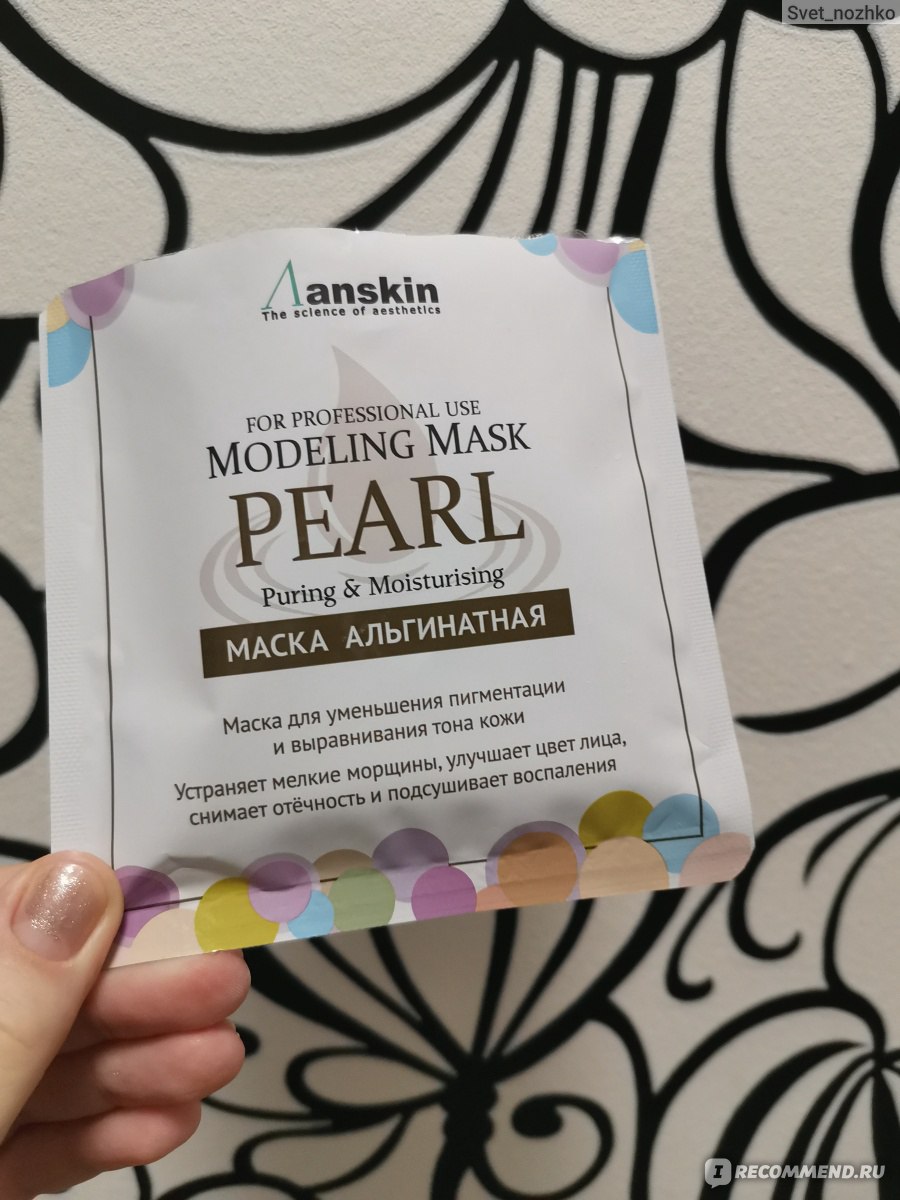 Svet_nozhko
anskin
The science of aesthetics
FOR PROFESSIONAL USE
MODELING MASK
PEARL
Puring & Moisturising
МАСКА АЛЬГИНАТНАЯ
Маска для уменьшения пигментации
и выравнивания тона кожи
Устраняет мелкие морщины, улучшает цвет лица,
снимает отёчность и подсушивает воспаления
IRECOMMEND.RU